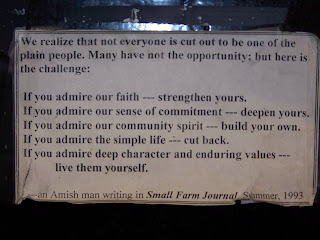 We realize that not everyone is cut out to be one of the
plain people. Many have not the opportunity; but here is
the challenge:
If you admire our faith --- strengthen yours.
If you admire our sense of commitment --- deepen yours.
If you admire our community spirit --- build your own.
If you admire the simple life --- cut back.
If you admire deep character and enduring values ---
live them yourself.
---an Amish man writing in Small Farm Journal, Summer, 1993